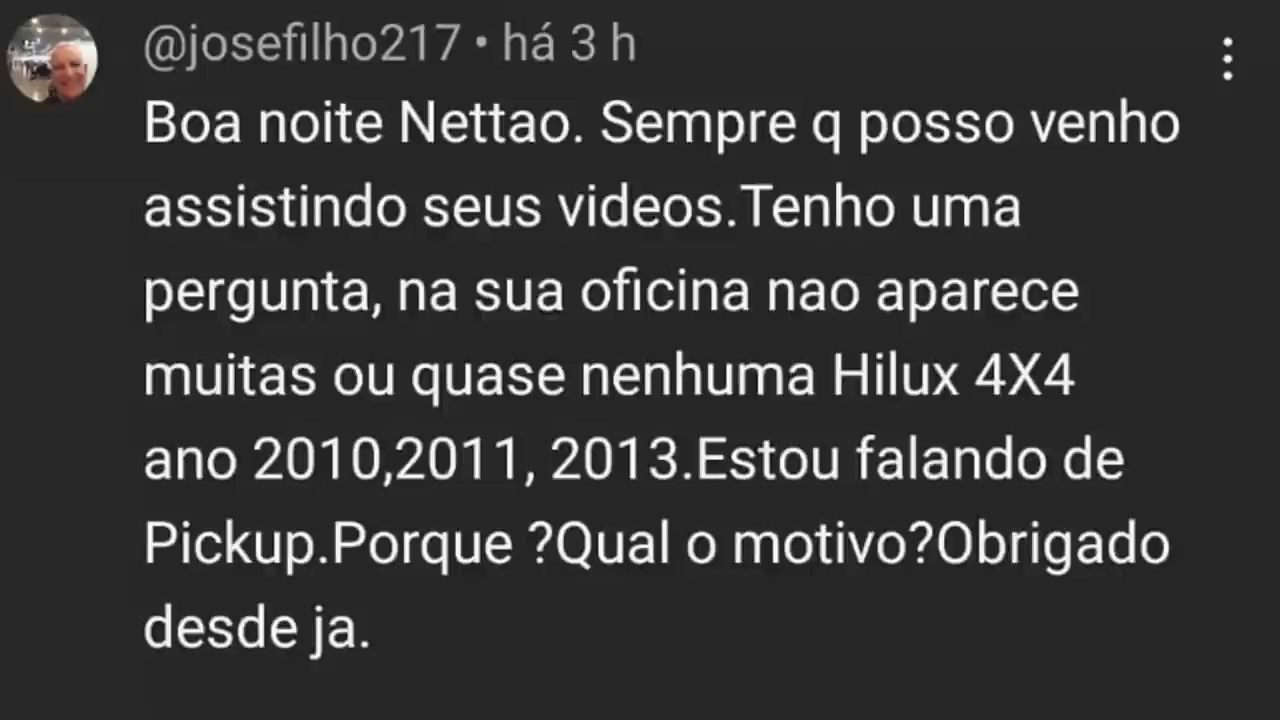 @josefilho217 • há 3 h
Boa noite Nettao. Sempre q posso venho
assistindo seus videos.Tenho uma
pergunta, na sua oficina nao aparece
muitas ou quase nenhuma Hilux 4X4
ano 2010,2011, 2013.Estou falando de
Pickup.Porque ?Qual o motivo?Obrigado
desde ja.